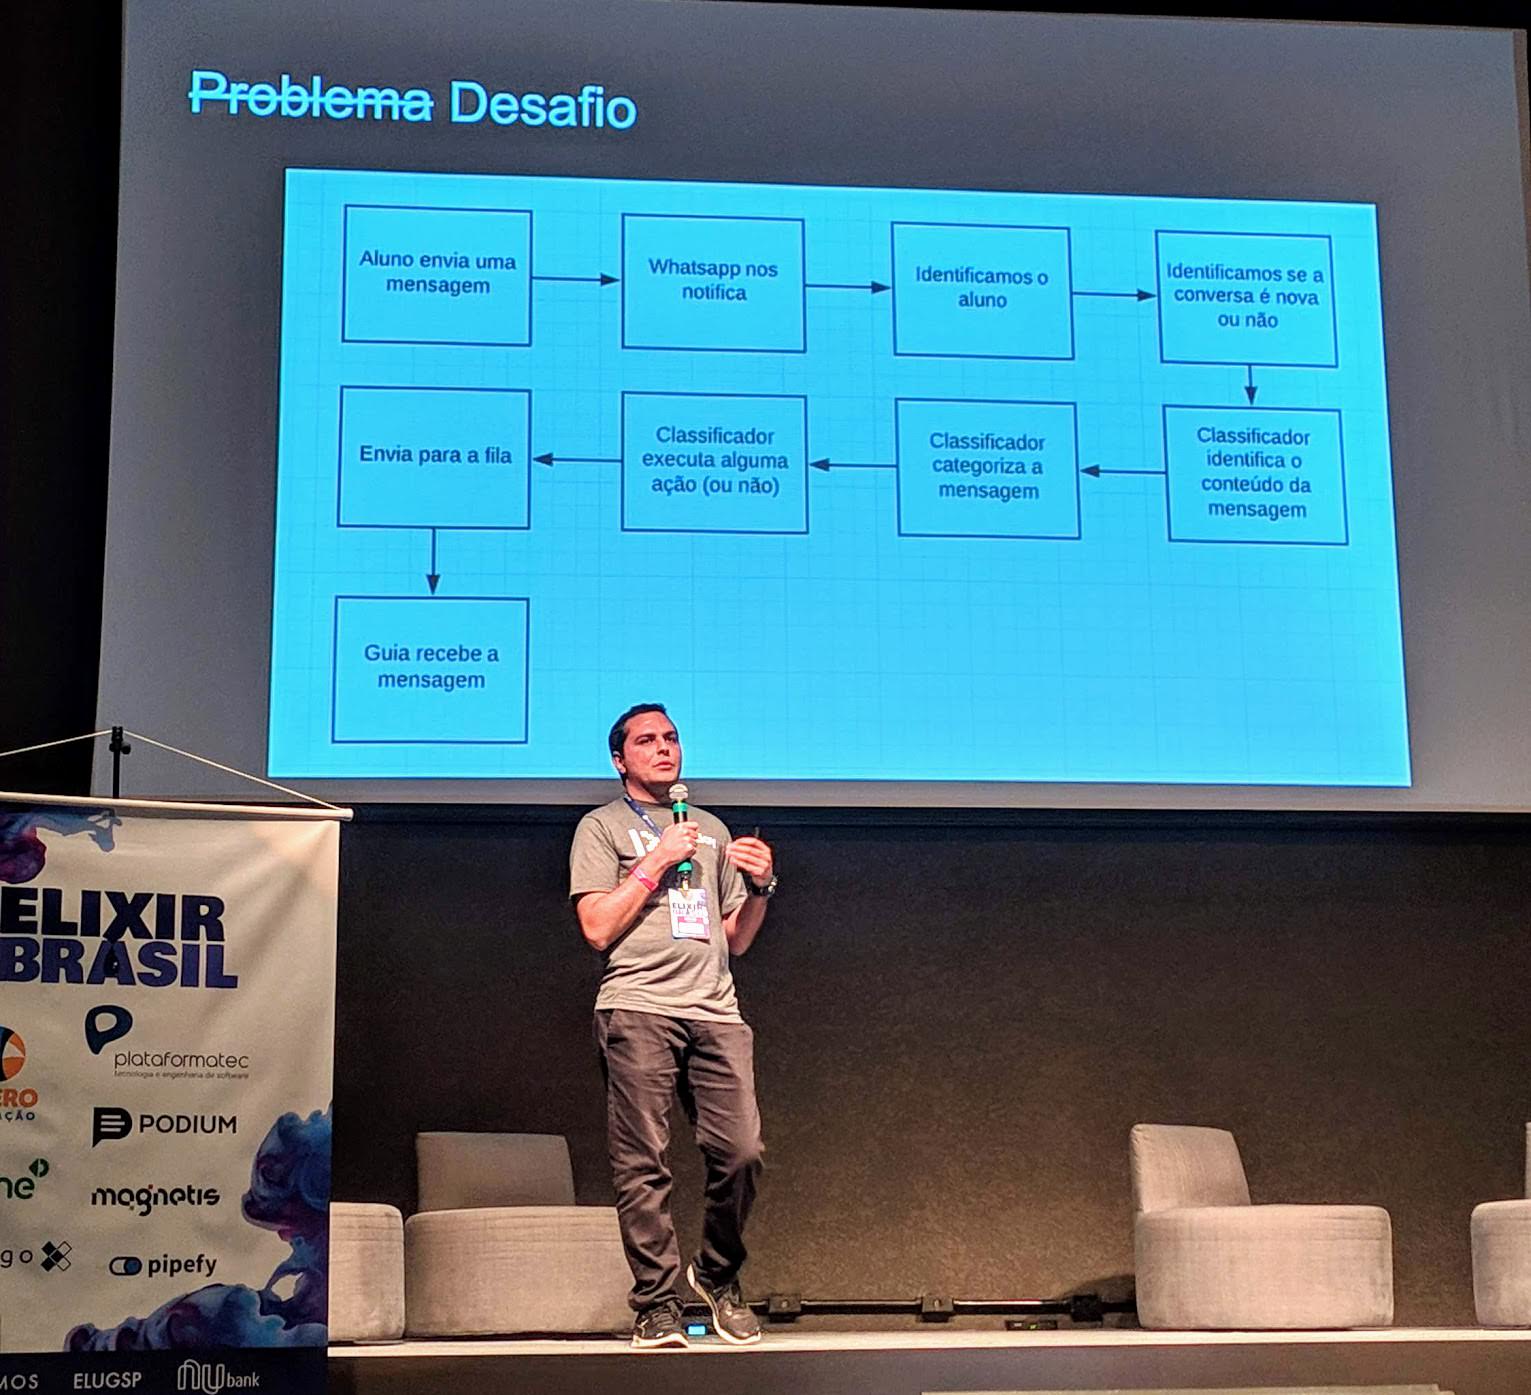 Problema Desafio
Aluno envia uma
mensagem
Whatsapp nos
notifica
Identificamos o
aluno
Identificamos se a
conversa é nova
ou não
Classificador
identifica o
conteúdo da
mensagem
Classificador
categoriza a
mensagem
Classificador
executa alguma
ação (ou não)
Envia para a fila
Guia recebe a
mensagem
ELIXIR
BRASIL
plataformatec
tecnologia e engenharia de software
PODIUM
magnetis
pipefy
ELUGSP
nubank
ELIXIR